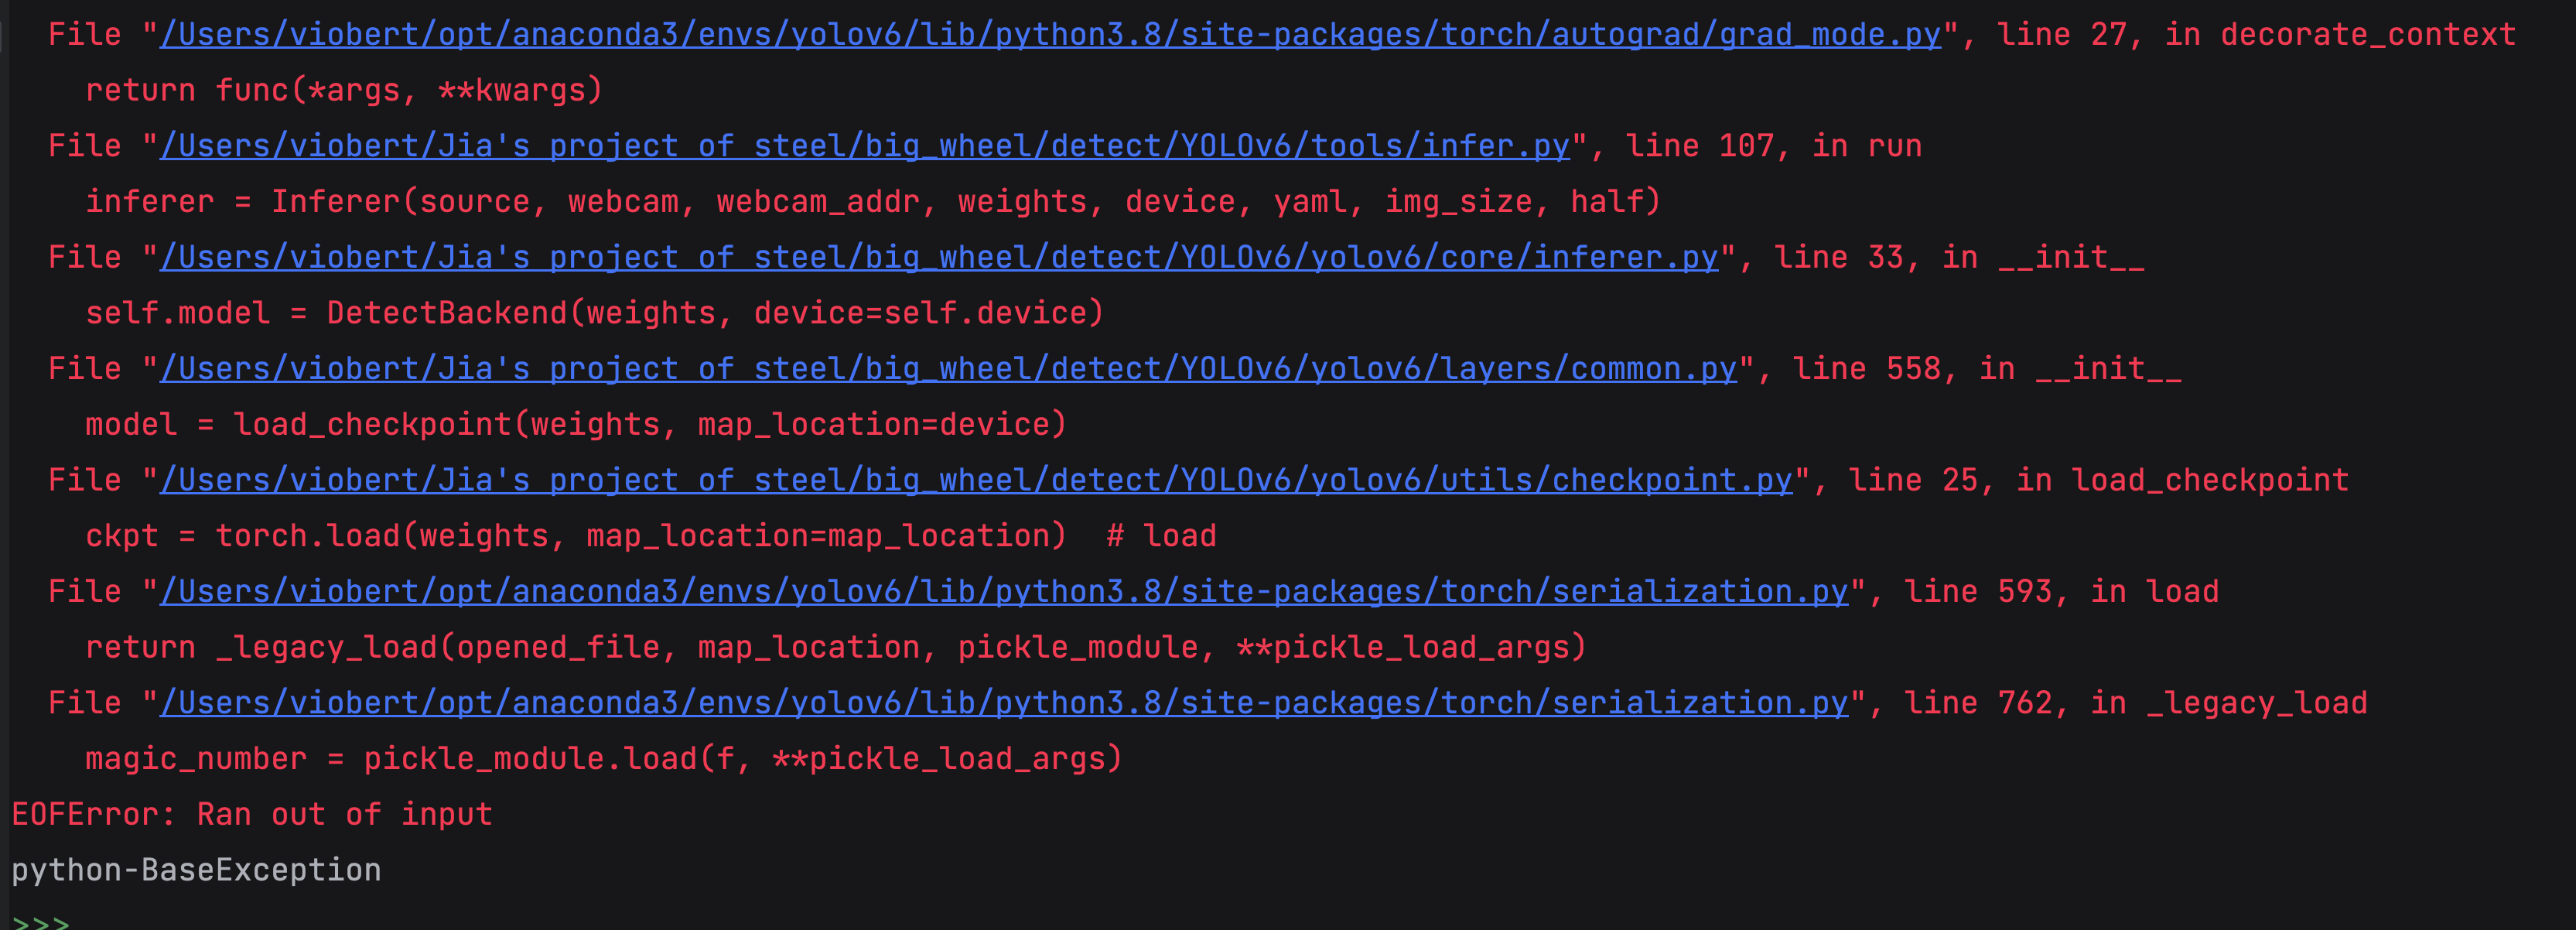 File "/Users/viobert/opt/anaconda3/envs/yolov6/lib/python3.8/site-packages/torch/autograd/grad_mode.py", line 27, in decorate_context
return func(*args, **kwargs)
File "/Users/viobert/Jia's project of steel/big_wheel/detect/YOLOv6/tools/infer.py", line 107, in run
inferer = Inferer(source, webcam, webcam_addr, weights, device, yaml, img_size, half)
File "/Users/viobert/Jia's project of steel/big_wheel/detect/YOLOv6/yolov6/core/inferer.py", line 33, in __init__
self.model = DetectBackend(weights, device=self.device)
File "/Users/viobert/Jia's project of steel/big_wheel/detect/YOLOv6/yolov6/layers/common.py", line 558, in __init__
model = load_checkpoint(weights, map_location=device)
File "/Users/viobert/Jia's project of steel/big_wheel/detect/YOLOv6/yolov6/utils/checkpoint.py", line 25, in load_checkpoint
ckpt = torch.load(weights, map_location=map_location)  # load
File "/Users/viobert/opt/anaconda3/envs/yolov6/lib/python3.8/site-packages/torch/serialization.py", line 593, in load
return _legacy_load(opened_file, map_location, pickle_module, **pickle_load_args)
File "/Users/viobert/opt/anaconda3/envs/yolov6/lib/python3.8/site-packages/torch/serialization.py", line 762, in _legacy_load
magic_number = pickle_module.load(f, **pickle_load_args)
EOFError: Ran out of input
python-BaseException
>>>